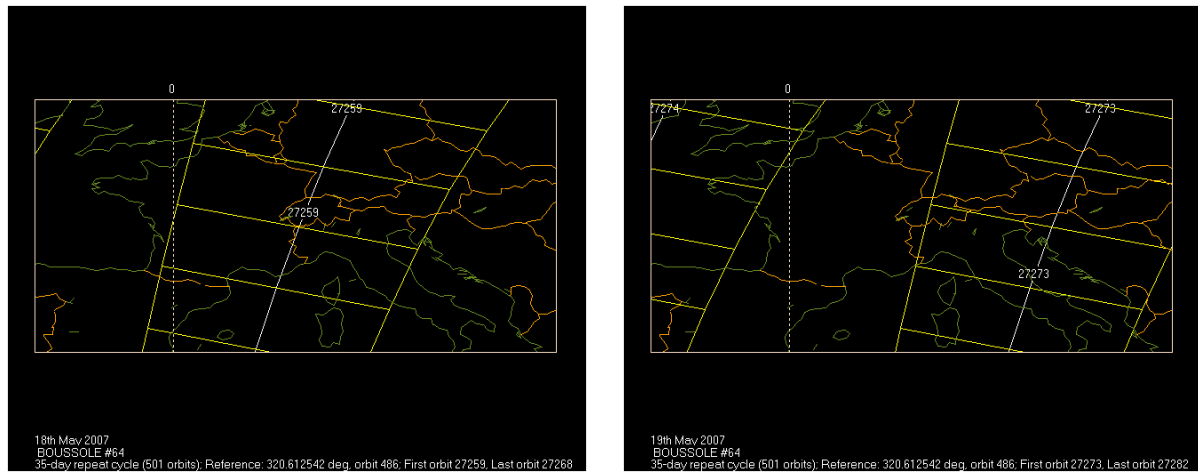 0
27259
27259
18th May 2007
BOUSSOLE #64
35-day repeat cycle (501 orbits); Reference: 320.612542 deg, orbit 486; First orbit 27259, Last orbit 27268
0
27274
27273
27273
19th May 2007
BOUSSOLE #64
35-day repeat cycle (501 orbits); Reference: 320.612542 deg, orbit 486; First orbit 27273, Last orbit 27282